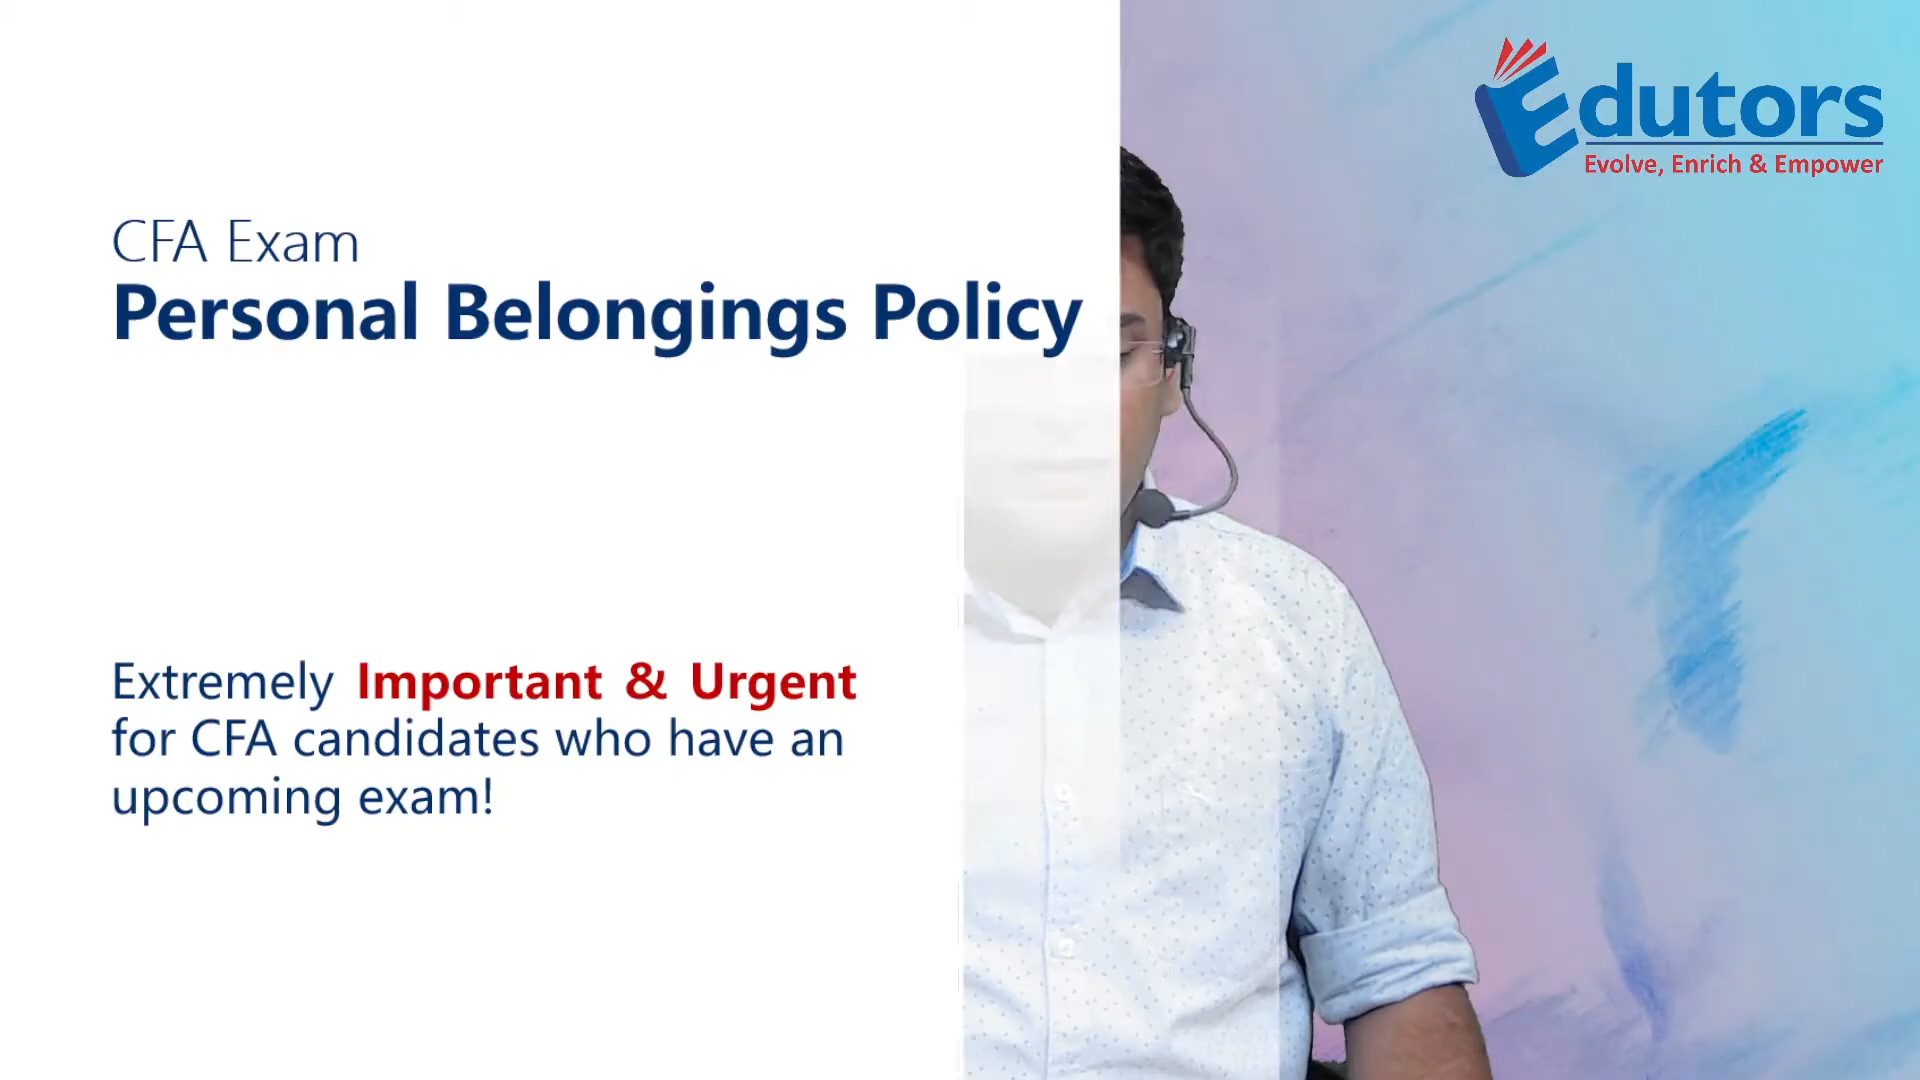 Edutors
Evolve, Enrich & Empower
CFA Exam
Personal Belongings Policy
Extremely Important & Urgent
for CFA candidates who have an
upcoming exam!